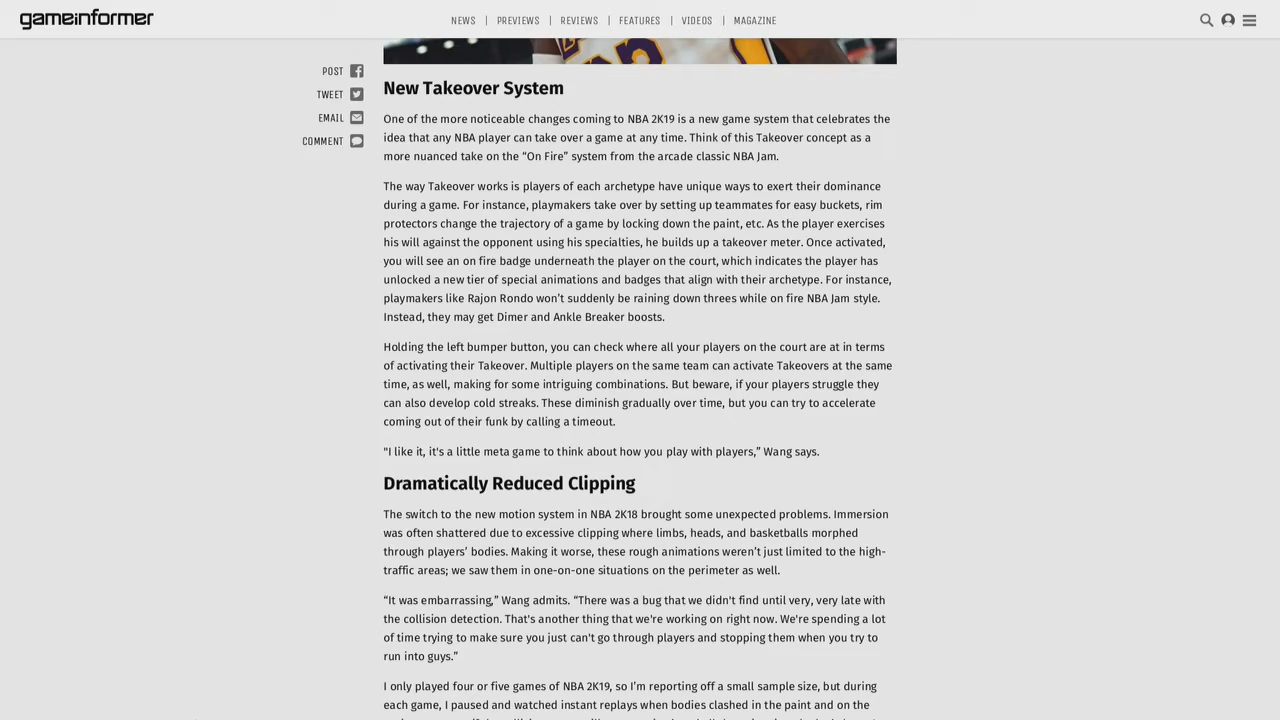 gameinformer
NEWS | PREVIEWS | REVIEWS | FEATURES | VIDEOS | MAGAZINE
POST
TWEET
EMAIL
COMMENT
New Takeover System
One of the more noticeable changes coming to NBA 2K19 is a new game system that celebrates the
idea that any NBA player can take over a game at any time. Think of this Takeover concept as a
more nuanced take on the “On Fire” system from the arcade classic NBA Jam.
The way Takeover works is players of each archetype have unique ways to exert their dominance
during a game. For instance, playmakers take over by setting up teammates for easy buckets, rim
protectors change the trajectory of a game by locking down the paint, etc. As the player exercises
his will against the opponent using his specialties, he builds up a takeover meter. Once activated,
you will see an on fire badge underneath the player on the court, which indicates the player has
unlocked a new tier of special animations and badges that align with their archetype. For instance,
playmakers like Rajon Rondo won’t suddenly be raining down threes while on fire NBA Jam style.
Instead, they may get Dimer and Ankle Breaker boosts.
Holding the left bumper button, you can check where all your players on the court are at in terms
of activating their Takeover. Multiple players on the same team can activate Takeovers at the same
time, as well, making for some intriguing combinations. But beware, if your players struggle they
can also develop cold streaks. These diminish gradually over time, but you can try to accelerate
coming out of their funk by calling a timeout.
"I like it, it's a little meta game to think about how you play with players,” Wang says.
Dramatically Reduced Clipping
The switch to the new motion system in NBA 2K18 brought some unexpected problems. Immersion
was often shattered due to excessive clipping where limbs, heads, and basketballs morphed
through players’ bodies. Making it worse, these rough animations weren’t just limited to the high-
traffic areas; we saw them in one-on-one situations on the perimeter as well.
“It was embarrassing,” Wang admits. “There was a bug that we didn't find until very, very late with
the collision detection. That's another thing that we're working on right now. We're spending a lot
of time trying to make sure you just can't go through players and stopping them when you try to
run into guys.”
I only played four or five games of NBA 2K19, so I’m reporting off a small sample size, but during
each game, I paused and watched instant replays when bodies clashed in the paint and on the